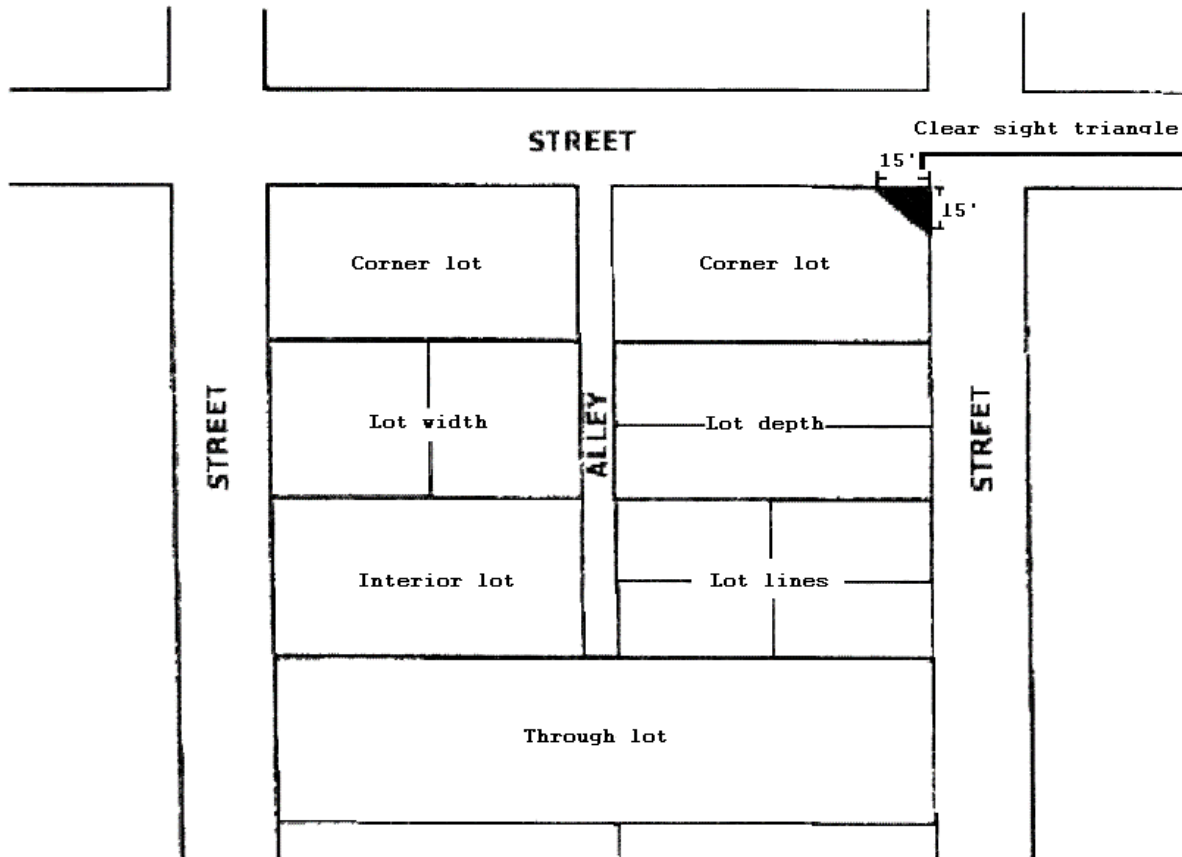 Clear sight triangle
STREET
15'
15'
Corner lot
Corner lot
STREET
Lot width
ALLEY
Lot depth
STREET
Interior lot
Lot lines
Through lot